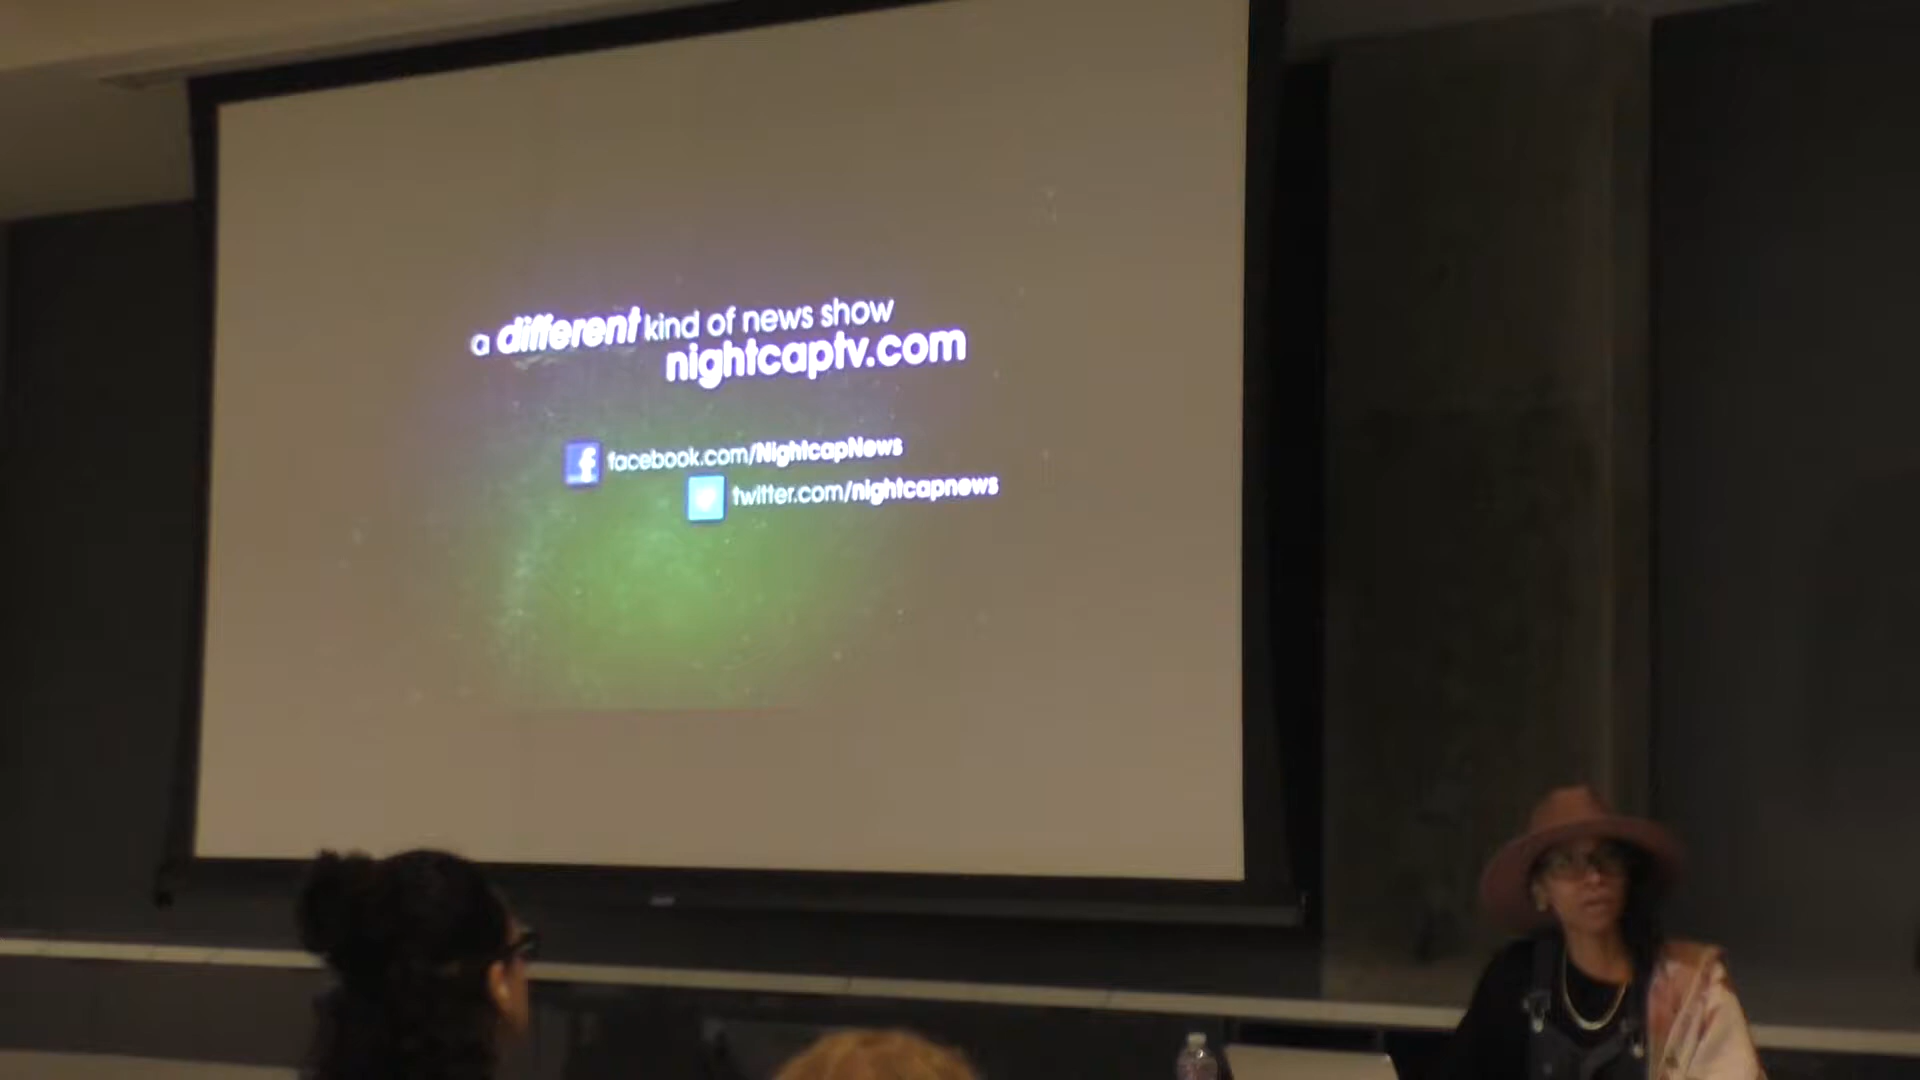 a different kind of news show
nightcaptv.com
facebook.com/NightcapNews
twitter.com/nightcapnews